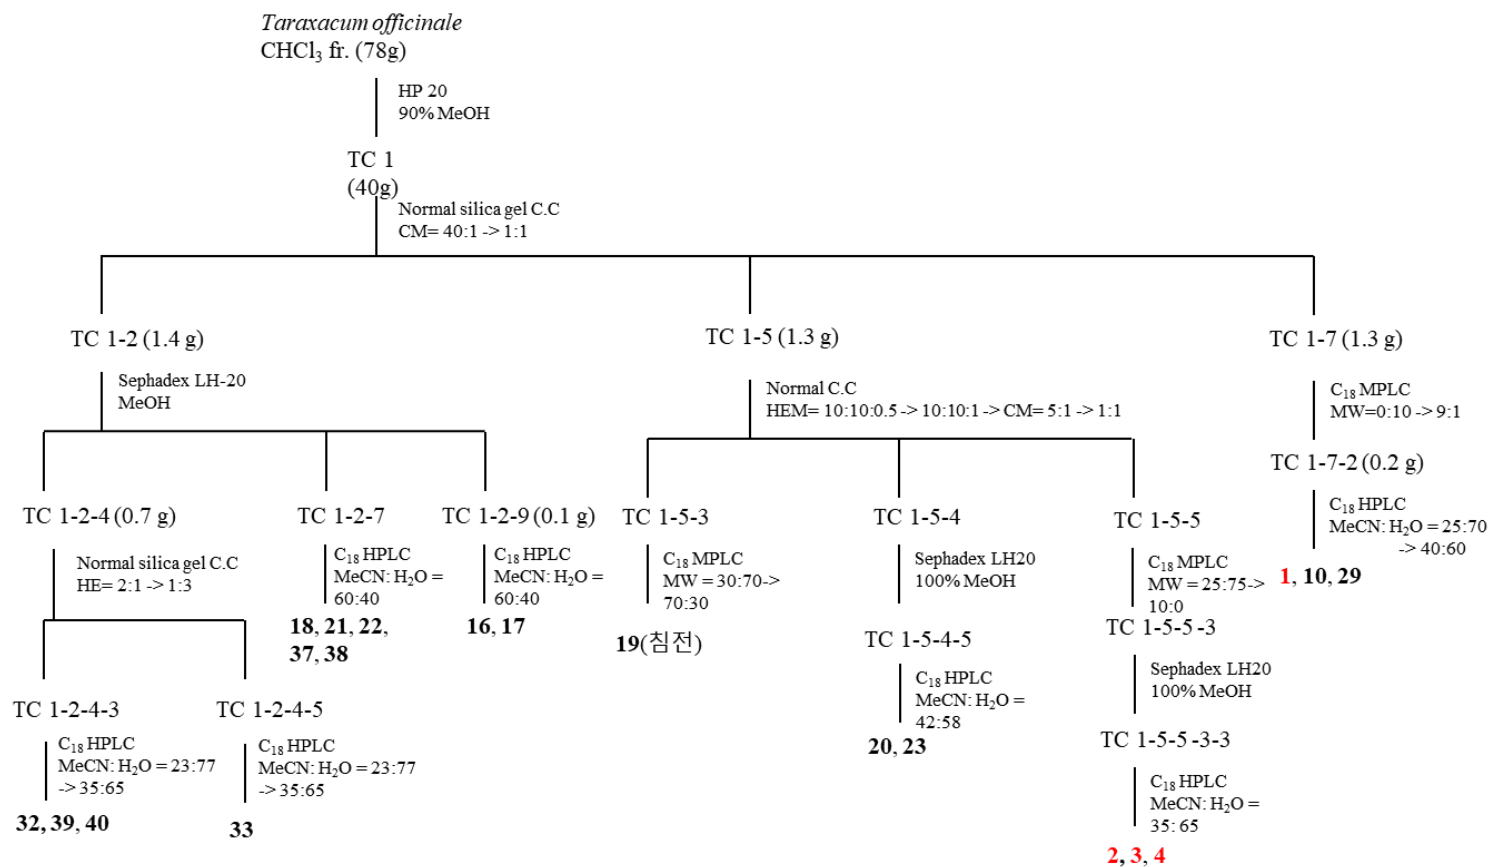 Taraxacum officinale
CHCl₃ fr. (78g)
HP 20
90% MeOH
TC 1
(40g)
Normal silica gel C.C
CM= 40:1 -> 1:1
TC 1-2 (1.4 g)
Sephadex LH-20
MeOH
TC 1-2-4 (0.7 g)
Normal silica gel C.C
HE= 2:1 -> 1:3
TC 1-2-4-3
C₁₈ HPLC
MeCN: H₂O = 23:77
-> 35:65
32, 39, 40
TC 1-2-4-5
C₁₈ HPLC
MeCN: H₂O = 23:77
-> 35:65
33
TC 1-2-7
C₁₈ HPLC
MeCN: H₂O =
60:40
18, 21, 22,
37, 38
TC 1-2-9 (0.1 g)
C₁₈ HPLC
MeCN: H₂O =
60:40
16, 17
TC 1-5 (1.3 g)
Normal C.C
HEM= 10:10:0.5 -> 10:10:1 -> CM= 5:1 -> 1:1
TC 1-5-3
C₁₈ MPLC
MW = 30:70->
70:30
19(침전)
TC 1-5-4
Sephadex LH20
100% MeOH
TC 1-5-4-5
C₁₈ HPLC
MeCN: H₂O =
42:58
20, 23
TC 1-5-5
C₁₈ MPLC
MW = 25:75->
10:0
TC 1-5-5-3
Sephadex LH20
100% MeOH
TC 1-5-5-3-3
C₁₈ HPLC
MeCN: H₂O =
35: 65
2, 3, 4
TC 1-7 (1.3 g)
C₁₈ MPLC
MW=0:10 -> 9:1
TC 1-7-2 (0.2 g)
C₁₈ HPLC
MeCN: H₂O = 25:70
-> 40:60
1, 10, 29